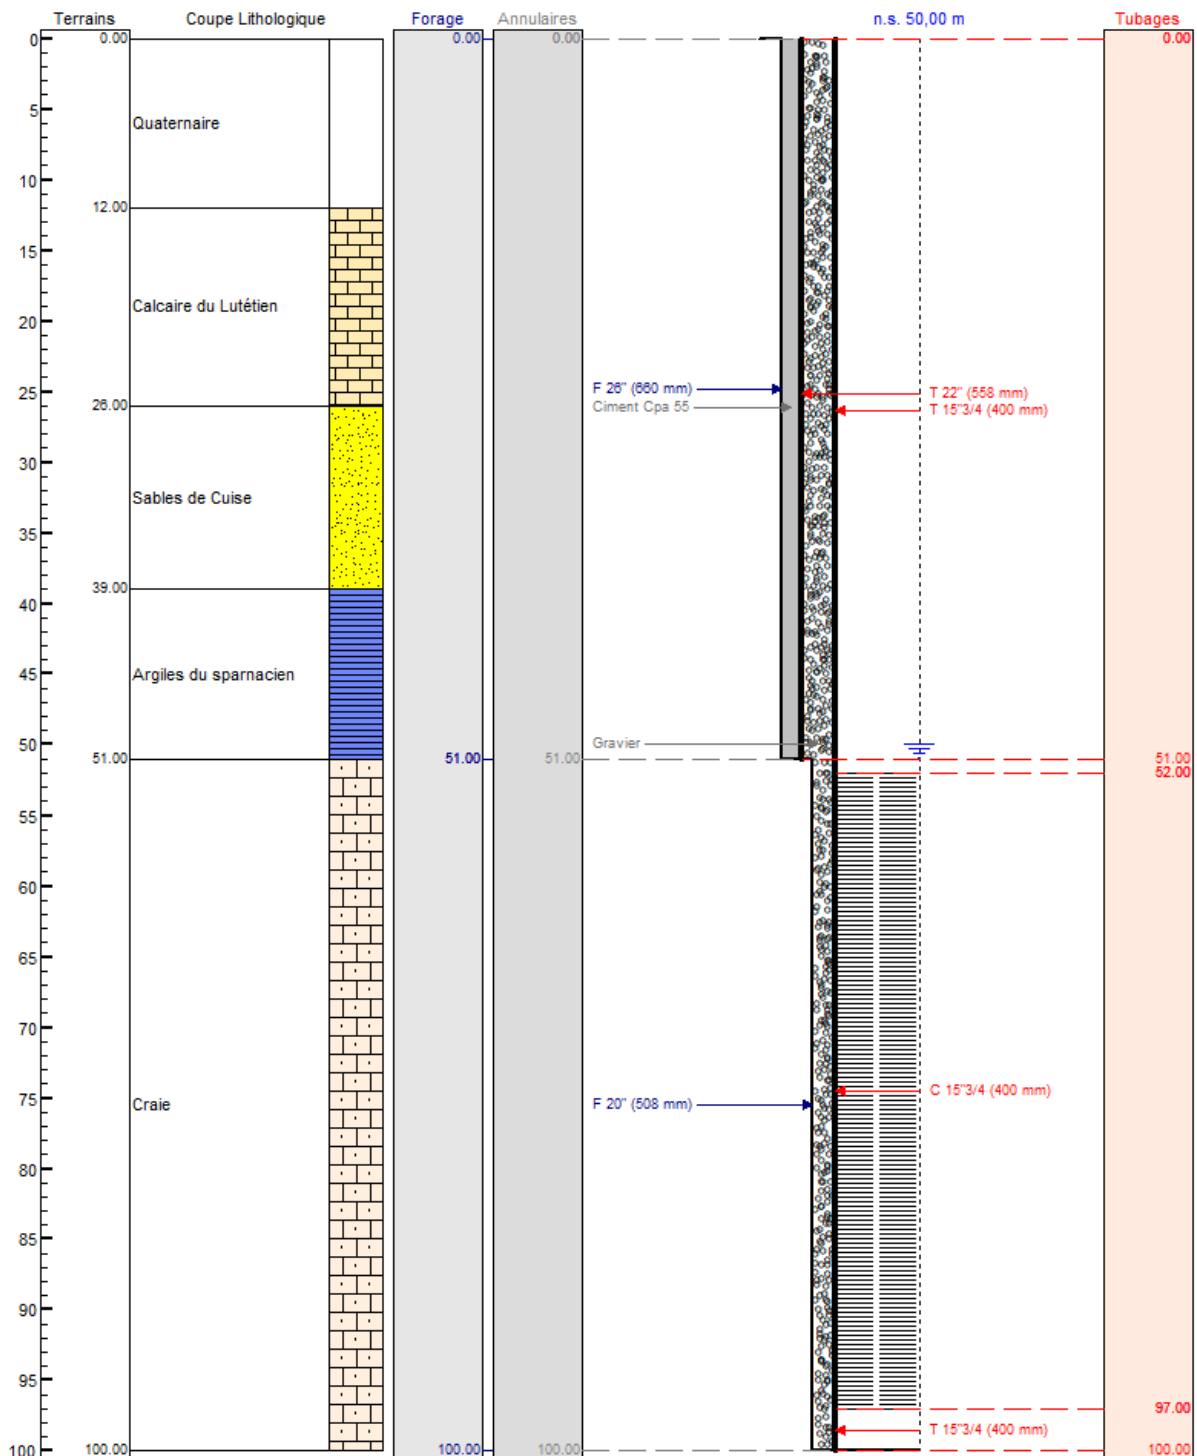 Terrains Coupe Lithologique Forage Annulaires n.s. 50,00 m Tubages
0 0.00 0.00 0.00 0.00
5
Quaternaire
10
12.00
15
Calcaire du Lutétien
20
25 F 26" (660 mm) T 22" (558 mm)
26.00 Ciment Cpa 55 T 15"3/4 (400 mm)
30
Sables de Cuise
35
39.00
40
45 Argiles du sparnacien
50 Gravier
51.00 51.00 51.00 51.00
52.00
55
60
65
70
75 Craie F 20" (508 mm) C 15"3/4 (400 mm)
80
85
90
95
97.00
T 15"3/4 (400 mm)
100 100.00 100.00 100.00 100.00